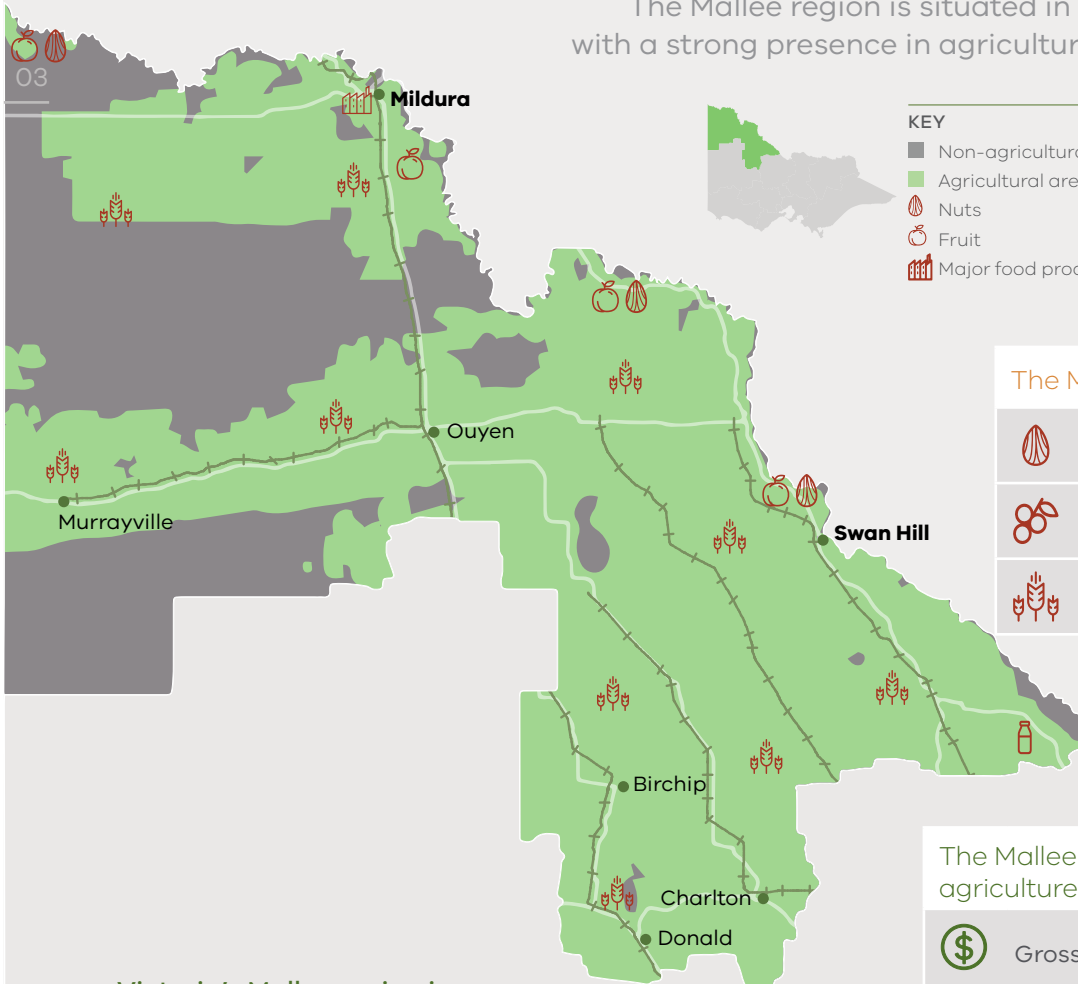 The Mallee region is situated in
with a strong presence in agricultur
03
Mildura
KEY
Non-agricultura
Agricultural are
Nuts
Fruit
Major food proc
The M
Ouyen
Murrayville
Swan Hill
Birchip
Charlton
Donald
The Mallee
agriculture
Gross